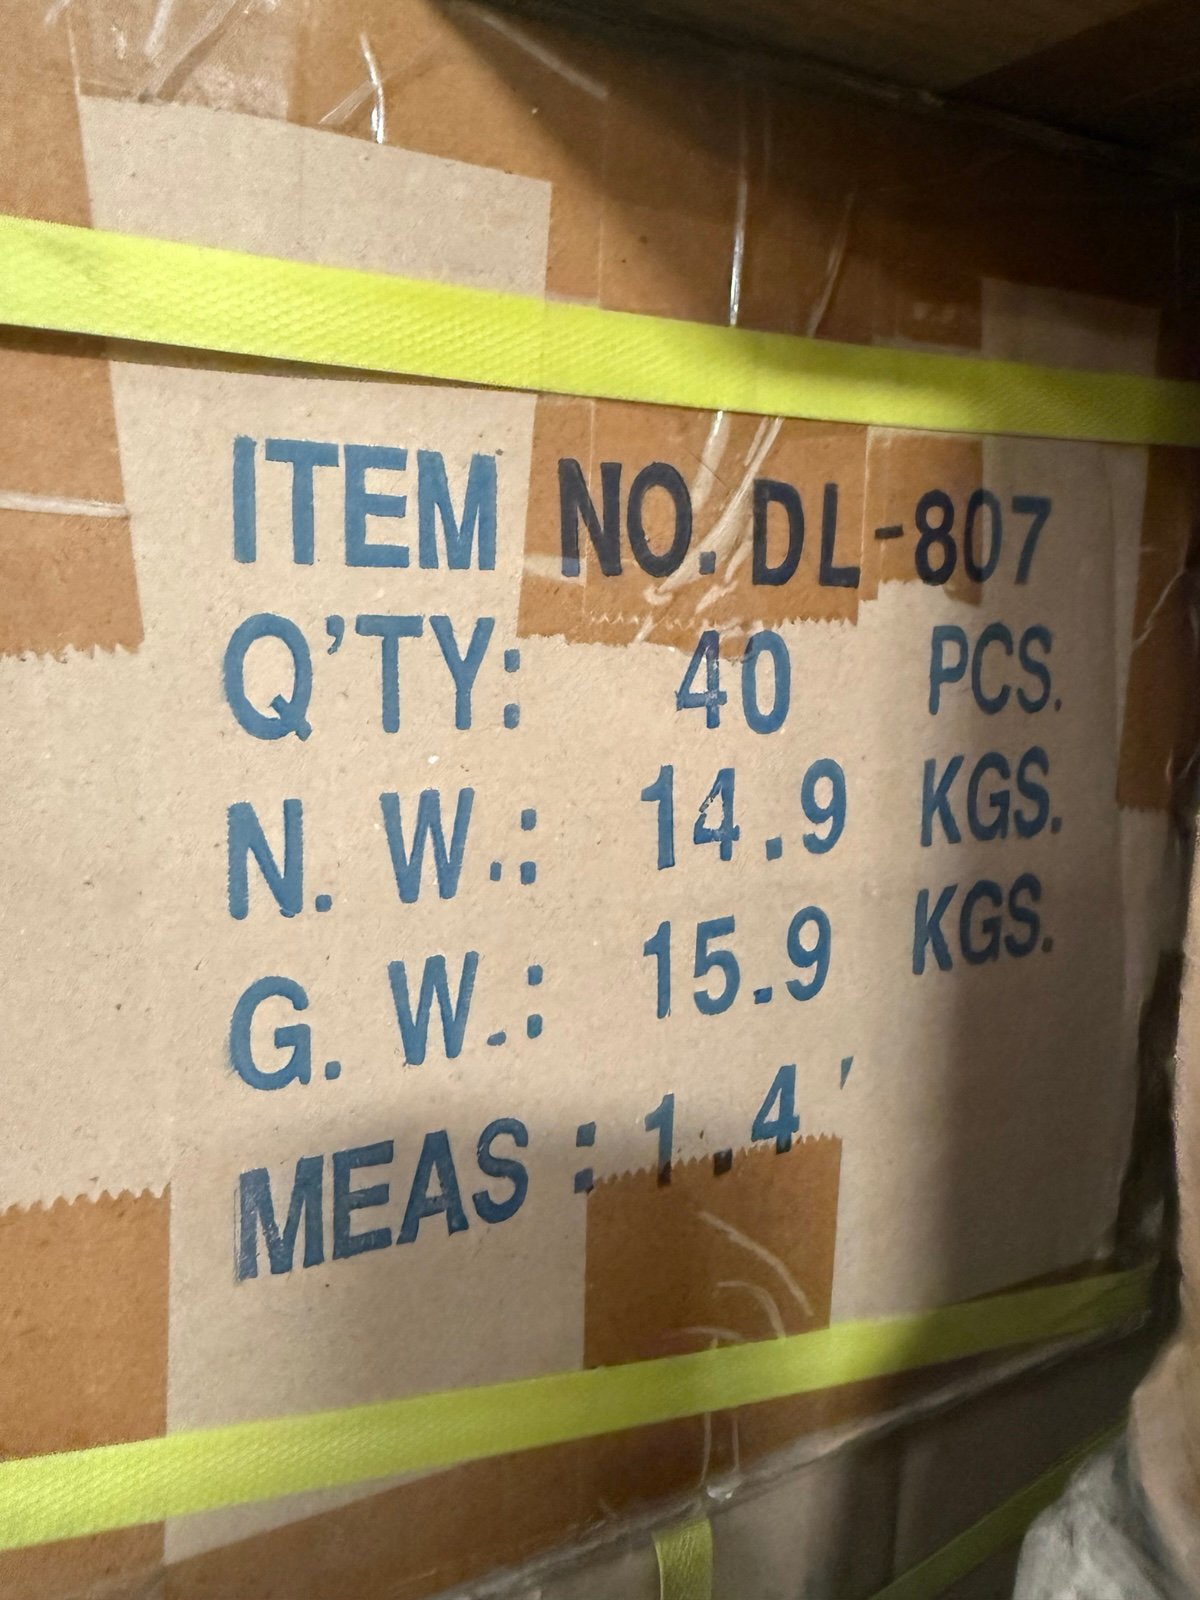 ITEM NO. DL-807
Q'TY: 40 PCS.
N. W.: 14.9 KGS.
G. W.: 15.9 KGS.
MEAS: 1.4'